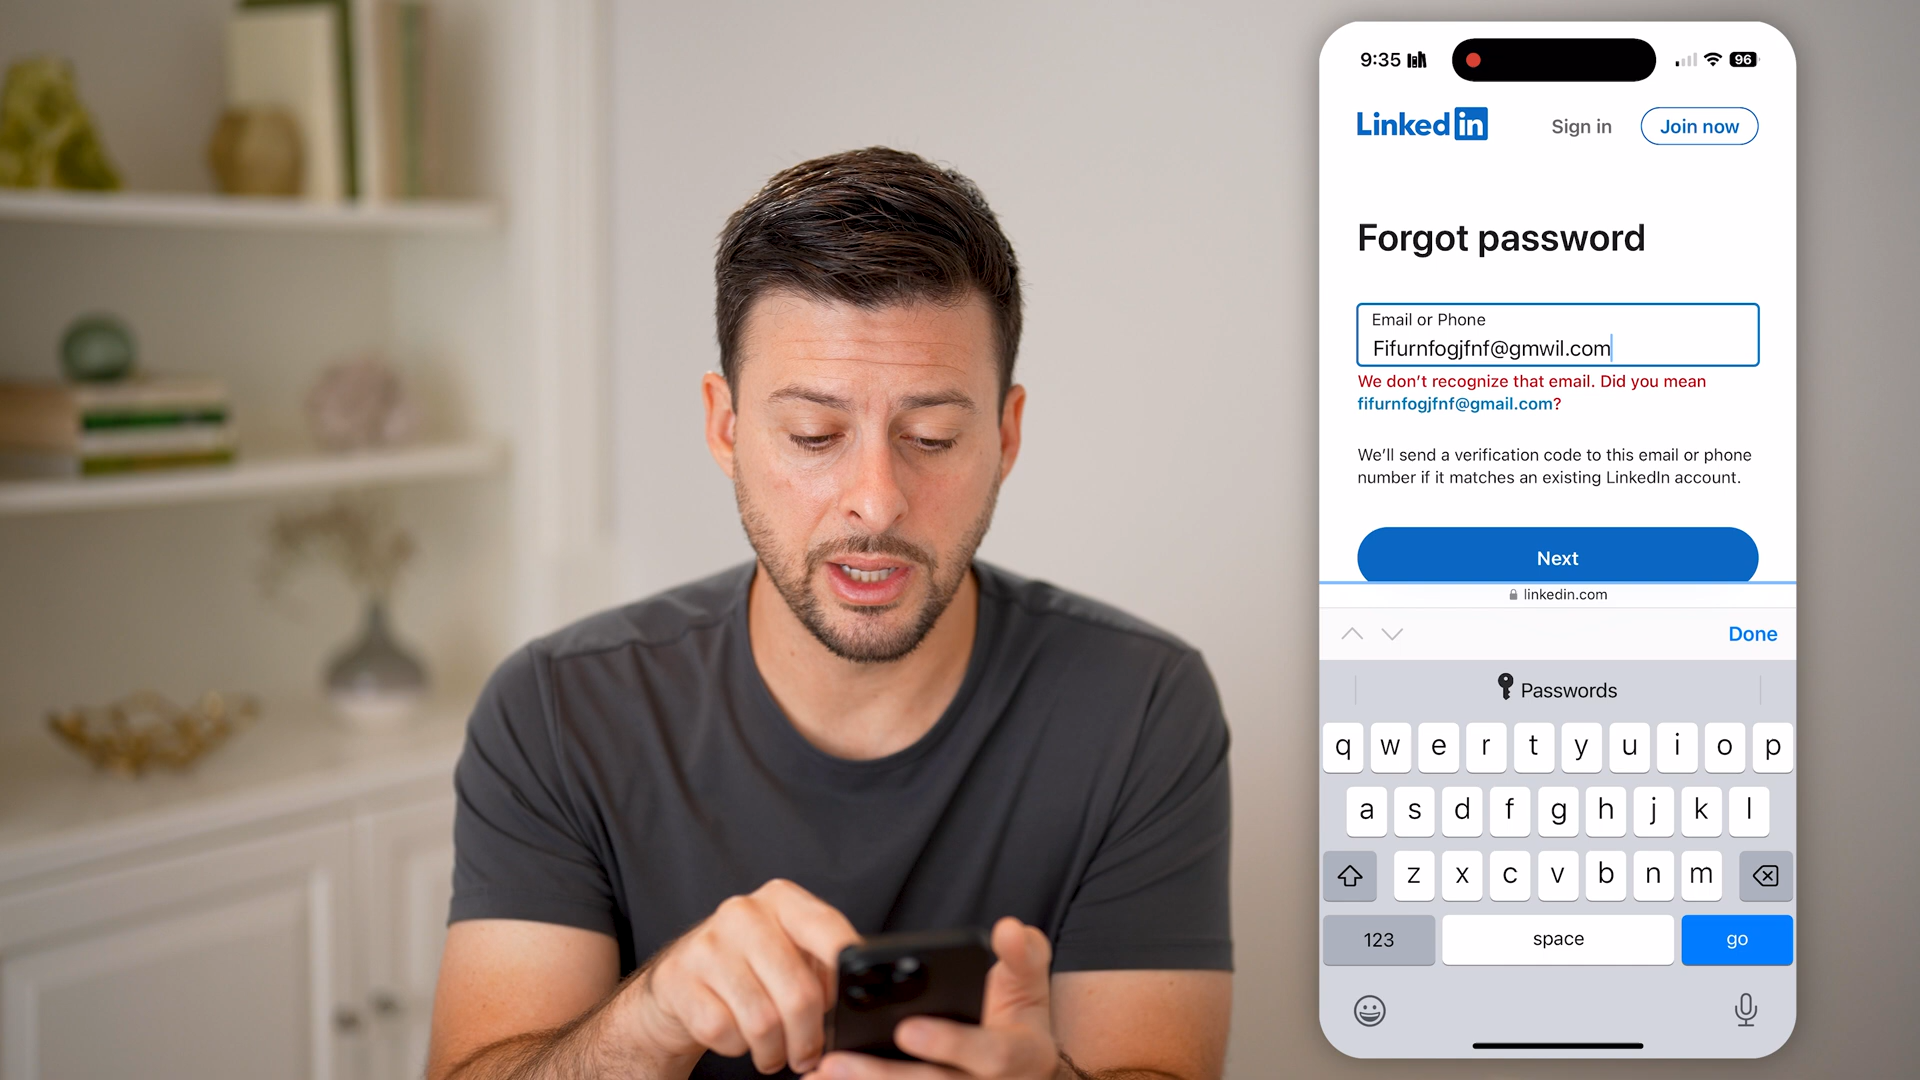 9:35
96
Linked in
Sign in
Join now
Forgot password
Email or Phone
Fifurnfogjfnf@gmwil.com
We don't recognize that email. Did you mean
fifurnfogjfnf@gmail.com?
We'll send a verification code to this email or phone
number if it matches an existing LinkedIn account.
Next
linkedin.com
Done
Passwords
q w e r t y u i o p
a s d f g h j k l
z x c v b n m
123 space go